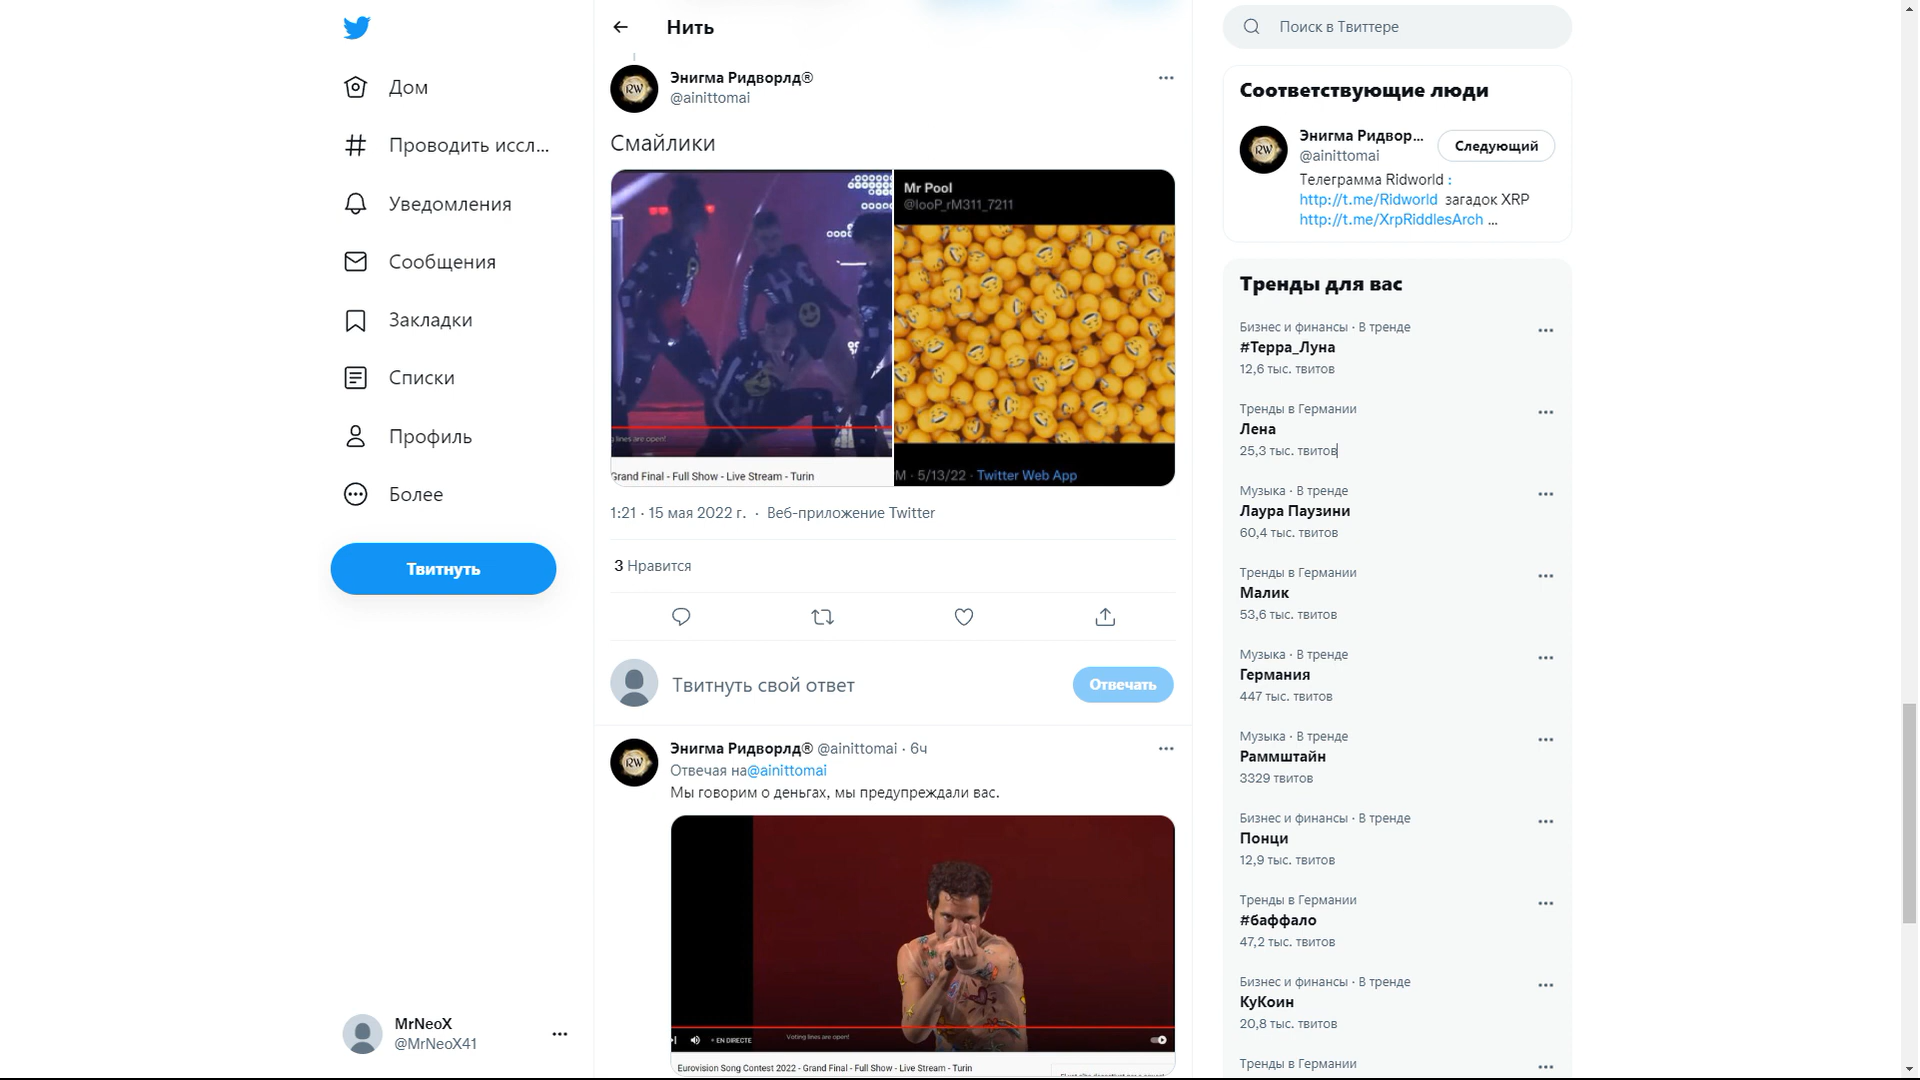 Дом
Проводить иссл...
Уведомления
Сообщения
Закладки
Списки
Профиль
Более
Твитнуть
MrNeoX
@MrNeoX41
Нить
Энигма Ридворлд®
@ainittomai
Смайлики
g lines are open!
Grand Final - Full Show - Live Stream - Turin
Mr Pool
@looP_rM311_7211
M · 5/13/22 · Twitter Web App
1:21 · 15 мая 2022 г. · Веб-приложение Twitter
3 Нравится
Твитнуть свой ответ
Отвечать
Энигма Ридворлд® @ainittomai · 6ч
Отвечая на@ainittomai
Мы говорим о деньгах, мы предупреждали вас.
• EN DIRECTE
Voting lines are open!
Eurovision Song Contest 2022 - Grand Final - Full Show - Live Stream - Turin
Поиск в Твиттере
Соответствующие люди
RW
Энигма Ридвор...
@ainittomai
Следующий
Телеграмма Ridworld :
http://t.me/Ridworld загадок XRP
http://t.me/XrpRiddlesArch ...
Тренды для вас
Бизнес и финансы · В тренде
#Терра_Луна
12,6 тыс. твитов
Тренды в Германии
Лена
25,3 тыс. твитов
Музыка · В тренде
Лаура Паузини
60,4 тыс. твитов
Тренды в Германии
Малик
53,6 тыс. твитов
Музыка · В тренде
Германия
447 тыс. твитов
Музыка · В тренде
Раммштайн
3329 твитов
Бизнес и финансы · В тренде
Понци
12,9 тыс. твитов
Тренды в Германии
#баффало
47,2 тыс. твитов
Бизнес и финансы · В тренде
КуКоин
20,8 тыс. твитов
Тренды в Германии